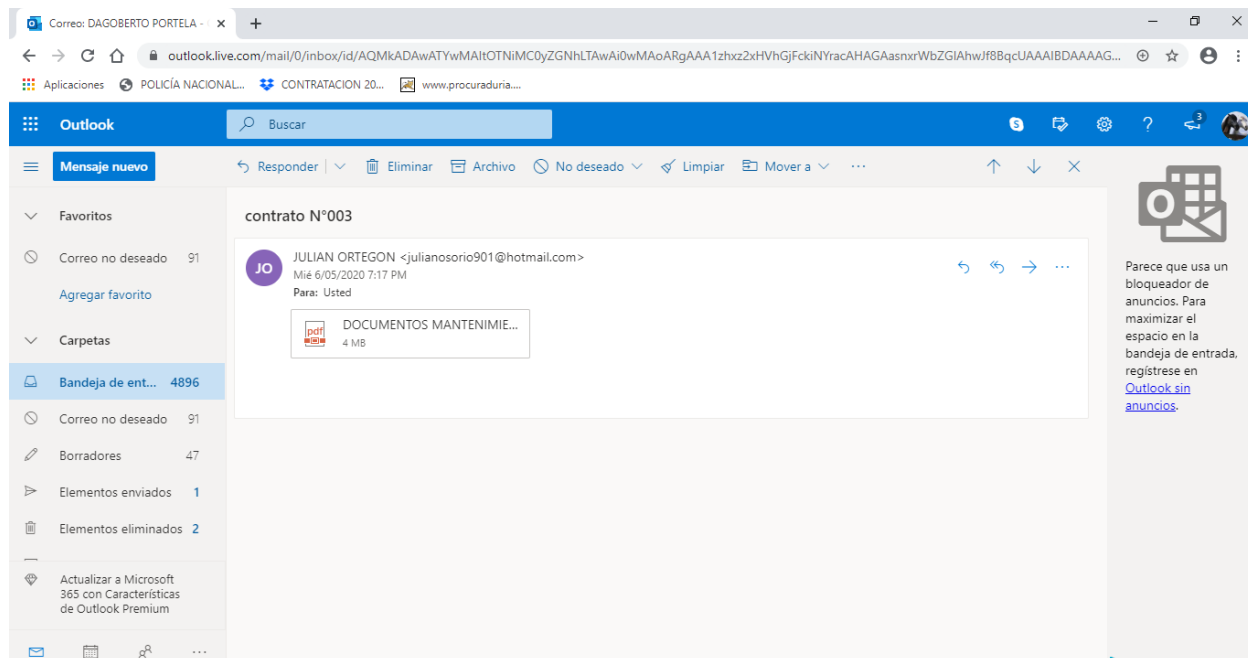 Correo: DAGOBERTO PORTELA -
outlook.live.com/mail/0/inbox/id/AQMkADAwATYwMAItOTNiMC0yZGNhLTAwAi0wMAoARgAAA1zhxz2xHVhGjFckiNYracAHAGAasnxrWbZGIAhwJf8BqcUAAAIBDAAAAG...
Aplicaciones POLICÍA NACIONAL... CONTRATACION 20... www.procuraduria....
Outlook
Buscar
3
Mensaje nuevo
Responder Eliminar Archivo No deseado Limpiar Mover a ...
Favoritos
Correo no deseado 91
Agregar favorito
Carpetas
Bandeja de ent... 4896
Correo no deseado 91
Borradores 47
Elementos enviados 1
Elementos eliminados 2
Actualizar a Microsoft
365 con Características
de Outlook Premium
contrato N°003
JO
JULIAN ORTEGON <julianosorio901@hotmail.com>
Mié 6/05/2020 7:17 PM
Para: Usted
pdf
DOCUMENTOS MANTENIMIE...
4 MB
Parece que usa un
bloqueador de
anuncios. Para
maximizar el
espacio en la
bandeja de entrada,
regístrese en
Outlook sin
anuncios.